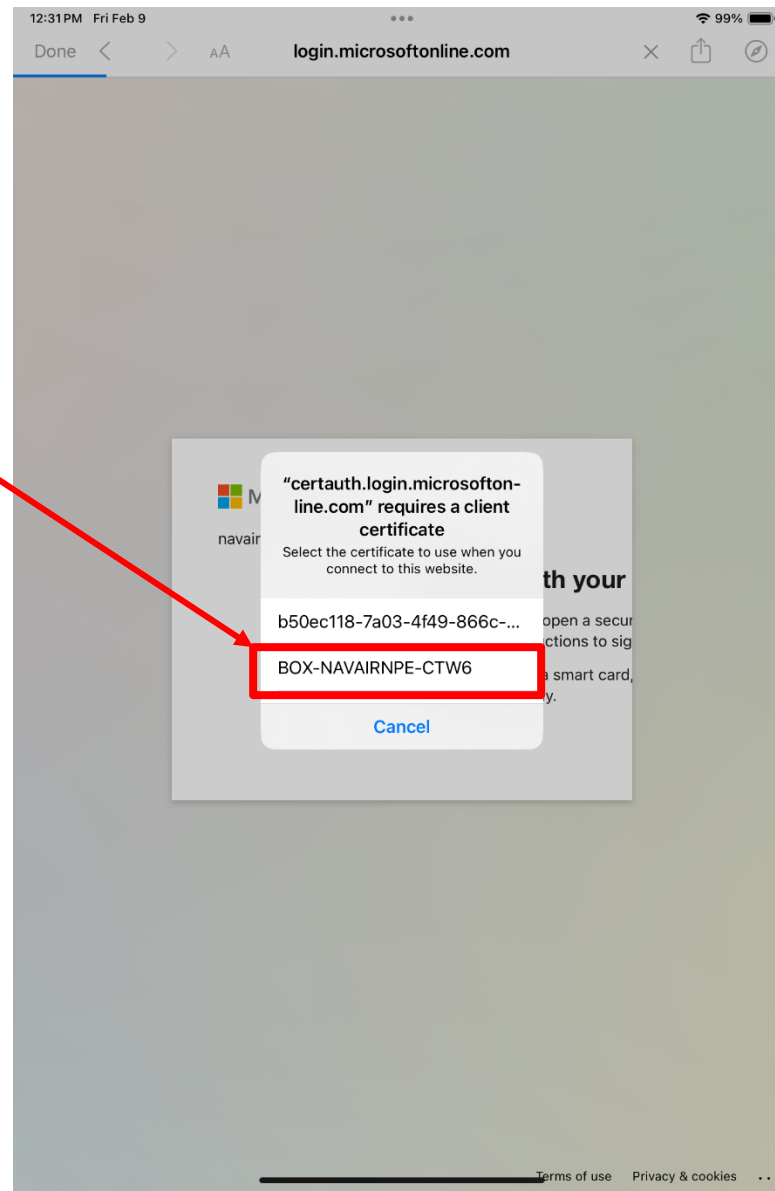 12:31 PM Fri Feb 9
99%
Done
AA
login.microsoftonline.com
M
navair
"certauth.login.microsofton-
line.com" requires a client
certificate
Select the certificate to use when you
connect to this website.
th your
b50ec118-7a03-4f49-866c-...
open a secur
ctions to sig
BOX-NAVAIRNPE-CTW6
a smart card,
y.
Cancel
Terms of use Privacy & cookies ..